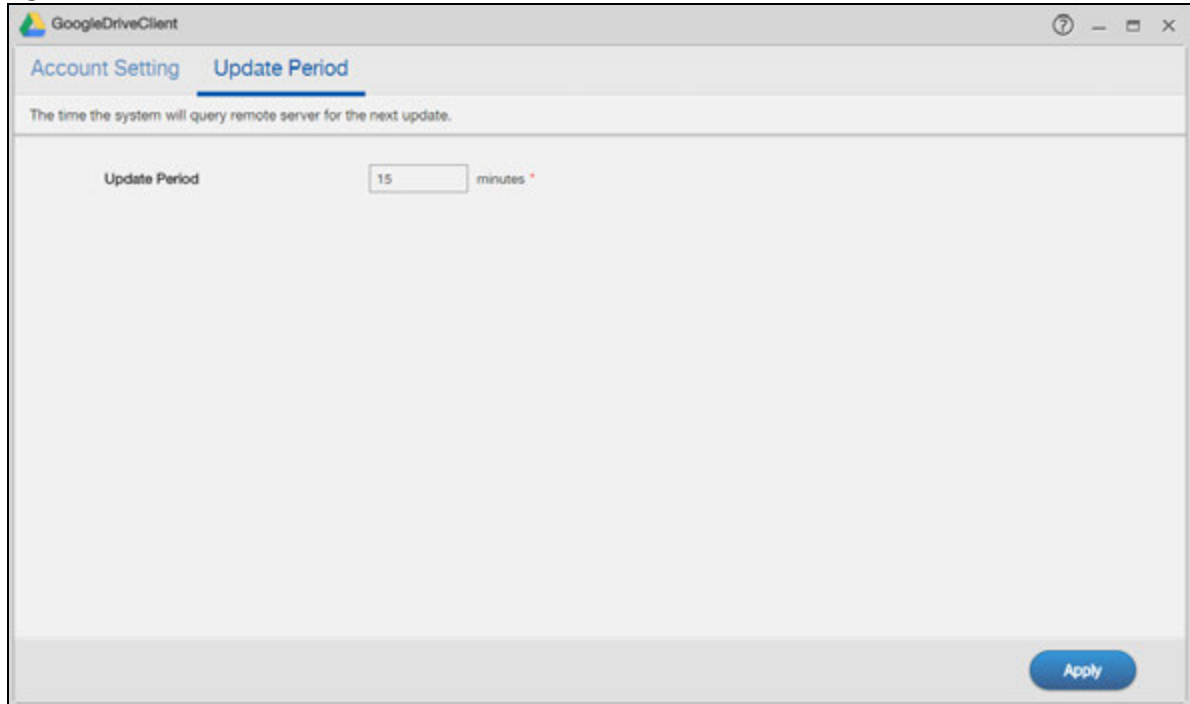 GoogleDriveClient
Account Setting Update Period
The time the system will query remote server for the next update.
Update Period 15 minutes *
Apply